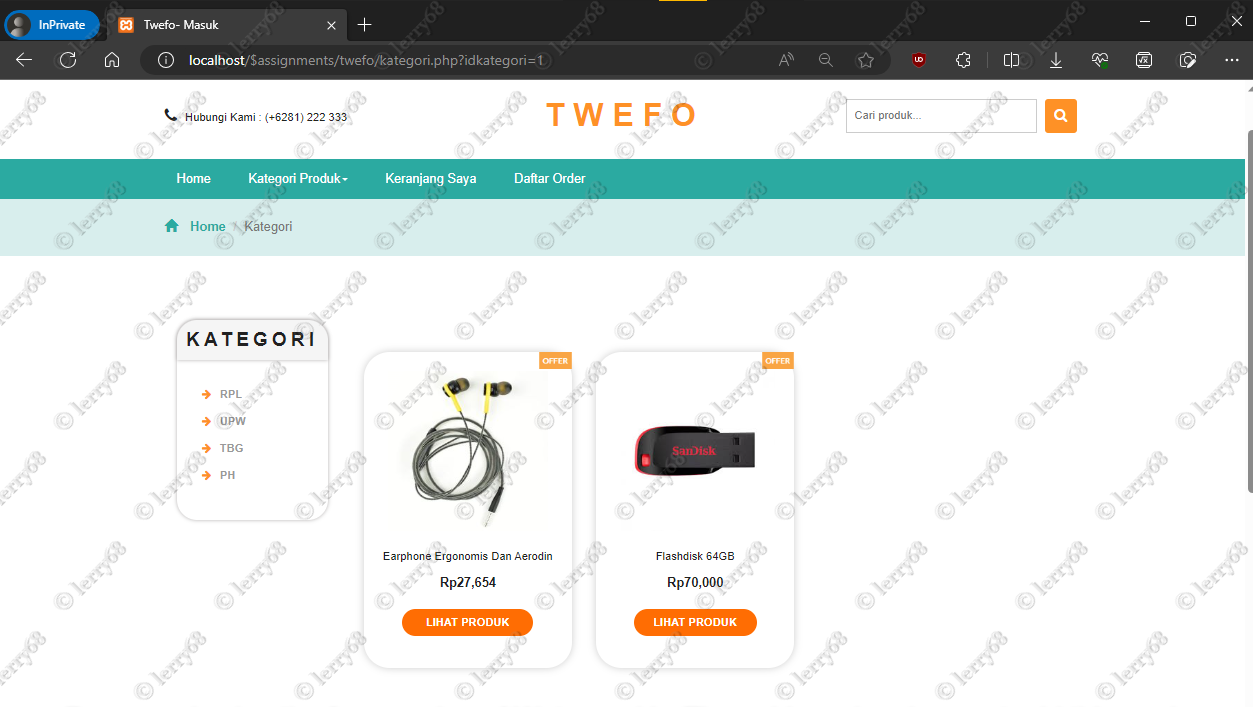 InPrivate
Twefo- Masuk
localhost/$assignments/twefo/kategori.php?idkategori=1
Hubungi Kami : (+6281) 222 333
TWEFO
Cari produk...
Home
Kategori Produk
Keranjang Saya
Daftar Order
Home / Kategori
KATEGORI
RPL
UPW
TBG
PH
OFFER
SanDisk
OFFER
Earphone Ergonomis Dan Aerodin
Rp27,654
LIHAT PRODUK
Flashdisk 64GB
Rp70,000
LIHAT PRODUK
© lerry68